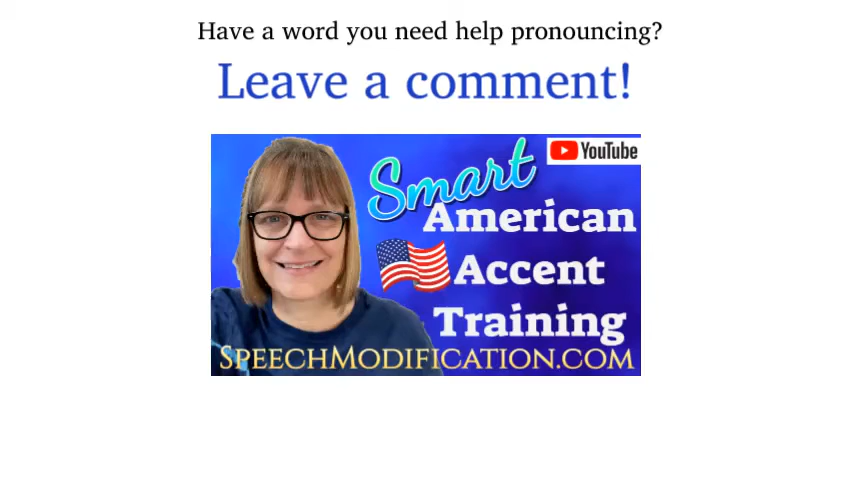 Have a word you need help pronouncing?
Leave a comment!
YouTube
Smart
American
Accent
Training
SPEECHMODIFICATION.COM